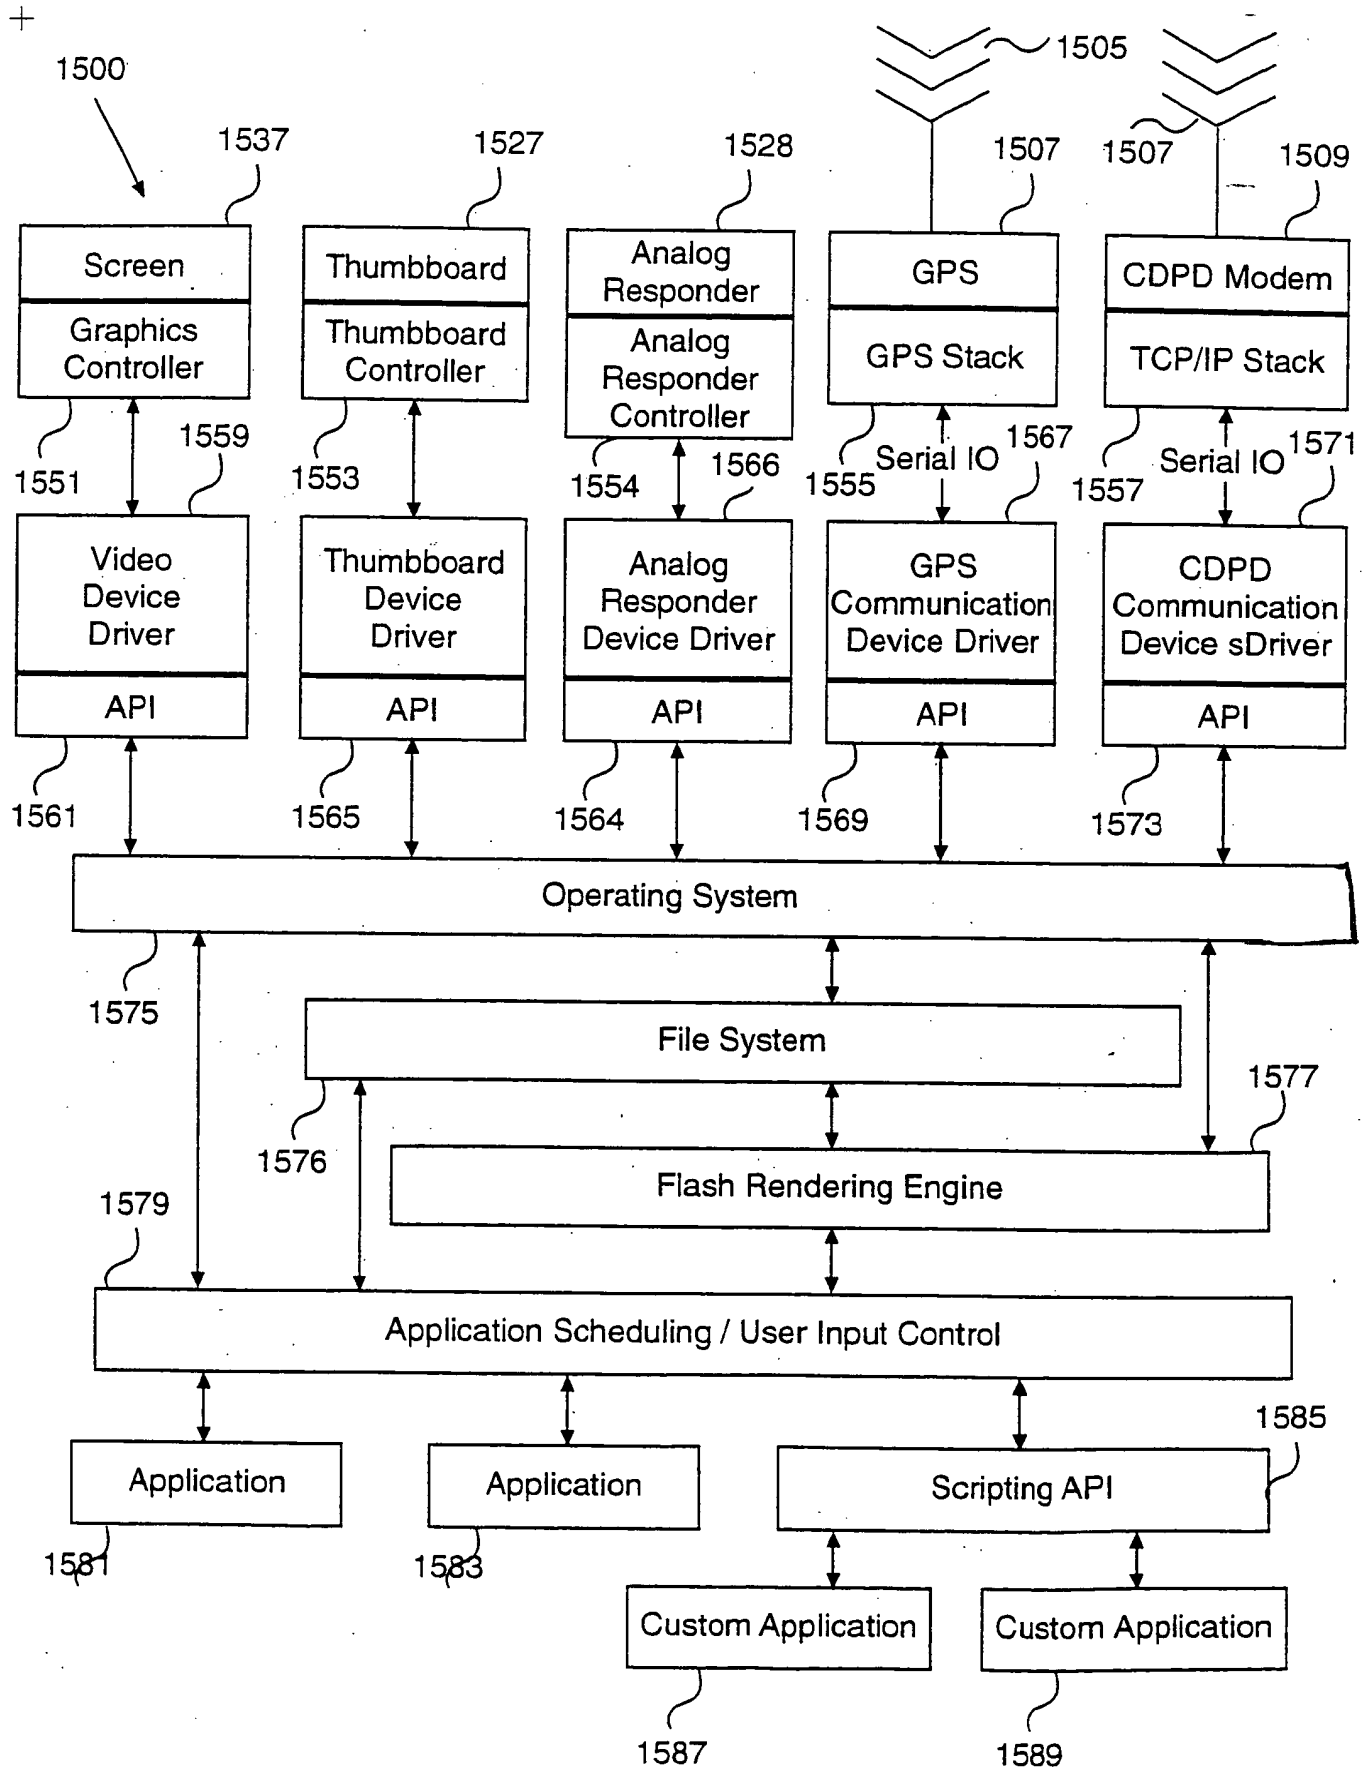 1505
1500
1537
1527
1528
1507
1507
1509
Screen
Thumbboard
Analog
Responder
GPS
CDPD Modem
Graphics
Controller
Thumbboard
Controller
Analog
Responder
Controller
GPS Stack
TCP/IP Stack
1551
1559
1553
1554
1566
1555
Serial IO
1567
1557
Serial IO
1571
Video
Device
Driver
Thumbboard
Device
Driver
Analog
Responder
Device Driver
GPS
Communication
Device Driver
CDPD
Communication
Device sDriver
API
API
API
API
API
1561
1565
1564
1569
1573
Operating System
1575
File System
1576
1577
Flash Rendering Engine
1579
Application Scheduling / User Input Control
1585
Application
Application
Scripting API
1581
1583
Custom Application
Custom Application
1587
1589